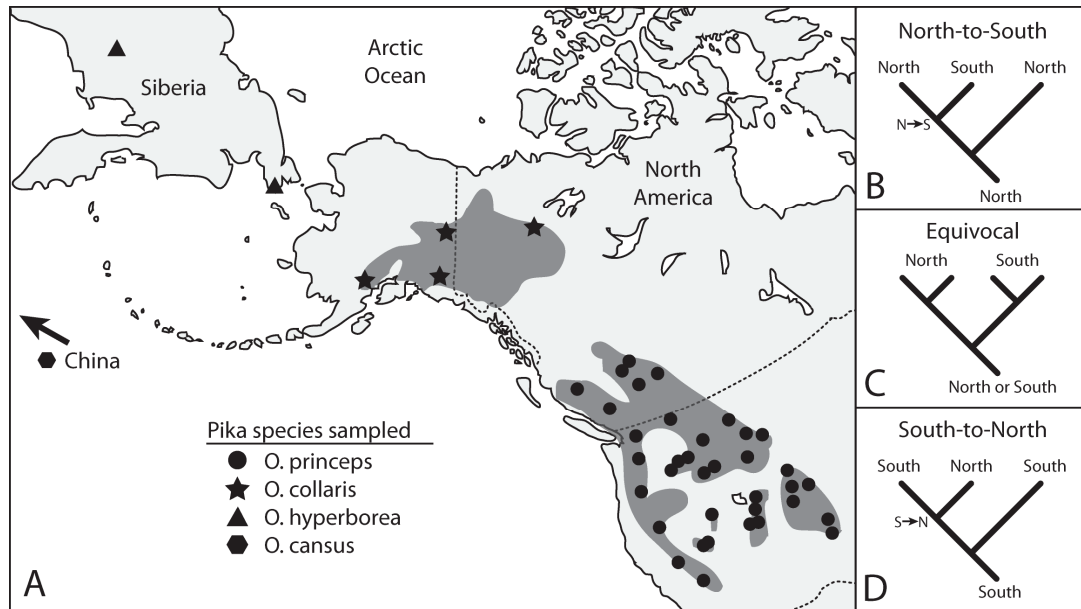 Siberia
Arctic
Ocean
North
America
China
Pika species sampled
O. princeps
O. collaris
O. hyperborea
O. cansus
A
North-to-South
North South North
N→S
North
B
Equivocal
North South
North or South
C
South-to-North
South North South
S→N
South
D